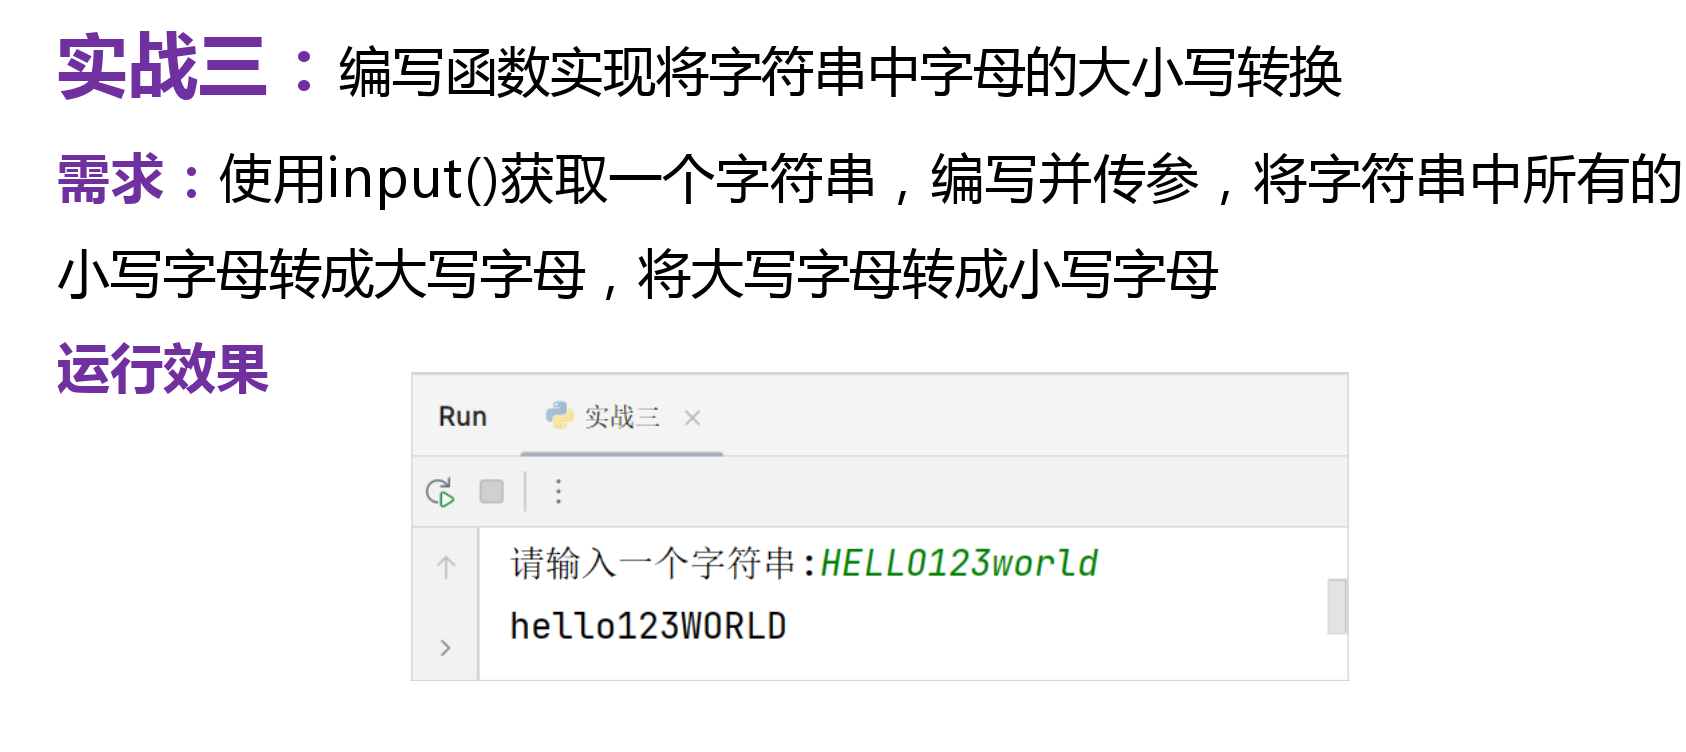 实战三：编写函数实现将字符串中字母的大小写转换
需求：使用input()获取一个字符串，编写并传参，将字符串中所有的
小写字母转成大写字母，将大写字母转成小写字母
运行效果
Run 实战三
请输入一个字符串:HELLO123world
hello123WORLD